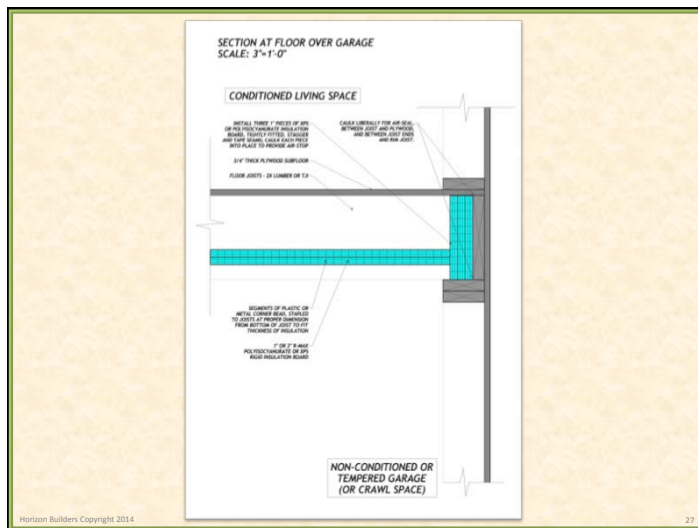 SECTION AT FLOOR OVER GARAGE
SCALE: 3"=1'-0"
CONDITIONED LIVING SPACE
INSTALL THREE 1" PIECES OF XPS
OR POLYISOCYANURATE INSULATION
BOARD, TIGHTLY FITTED. STAGGER
AND TAPE SEAMS; CAULK EACH PIECE
INTO PLACE TO PROVIDE AIR STOP
3/4" THICK PLYWOOD SUBFLOOR
FLOOR JOISTS - 2X LUMBER OR TJI
CAULK LIBERALLY FOR AIR-SEAL,
BETWEEN JOIST AND PLYWOOD,
AND BETWEEN JOIST ENDS
AND RIM JOIST.
SEGMENTS OF PLASTIC OR
METAL CORNER BEAD, STAPLED
TO JOISTS AT PROPER DIMENSION
FROM BOTTOM OF JOIST TO FIT
THICKNESS OF INSULATION
1" OR 2" R-MAX
POLYISOCYANURATE OR XPS
RIGID INSULATION BOARD
NON-CONDITIONED OR
TEMPERED GARAGE
(OR CRAWL SPACE)
Horizon Builders Copyright 2014
27